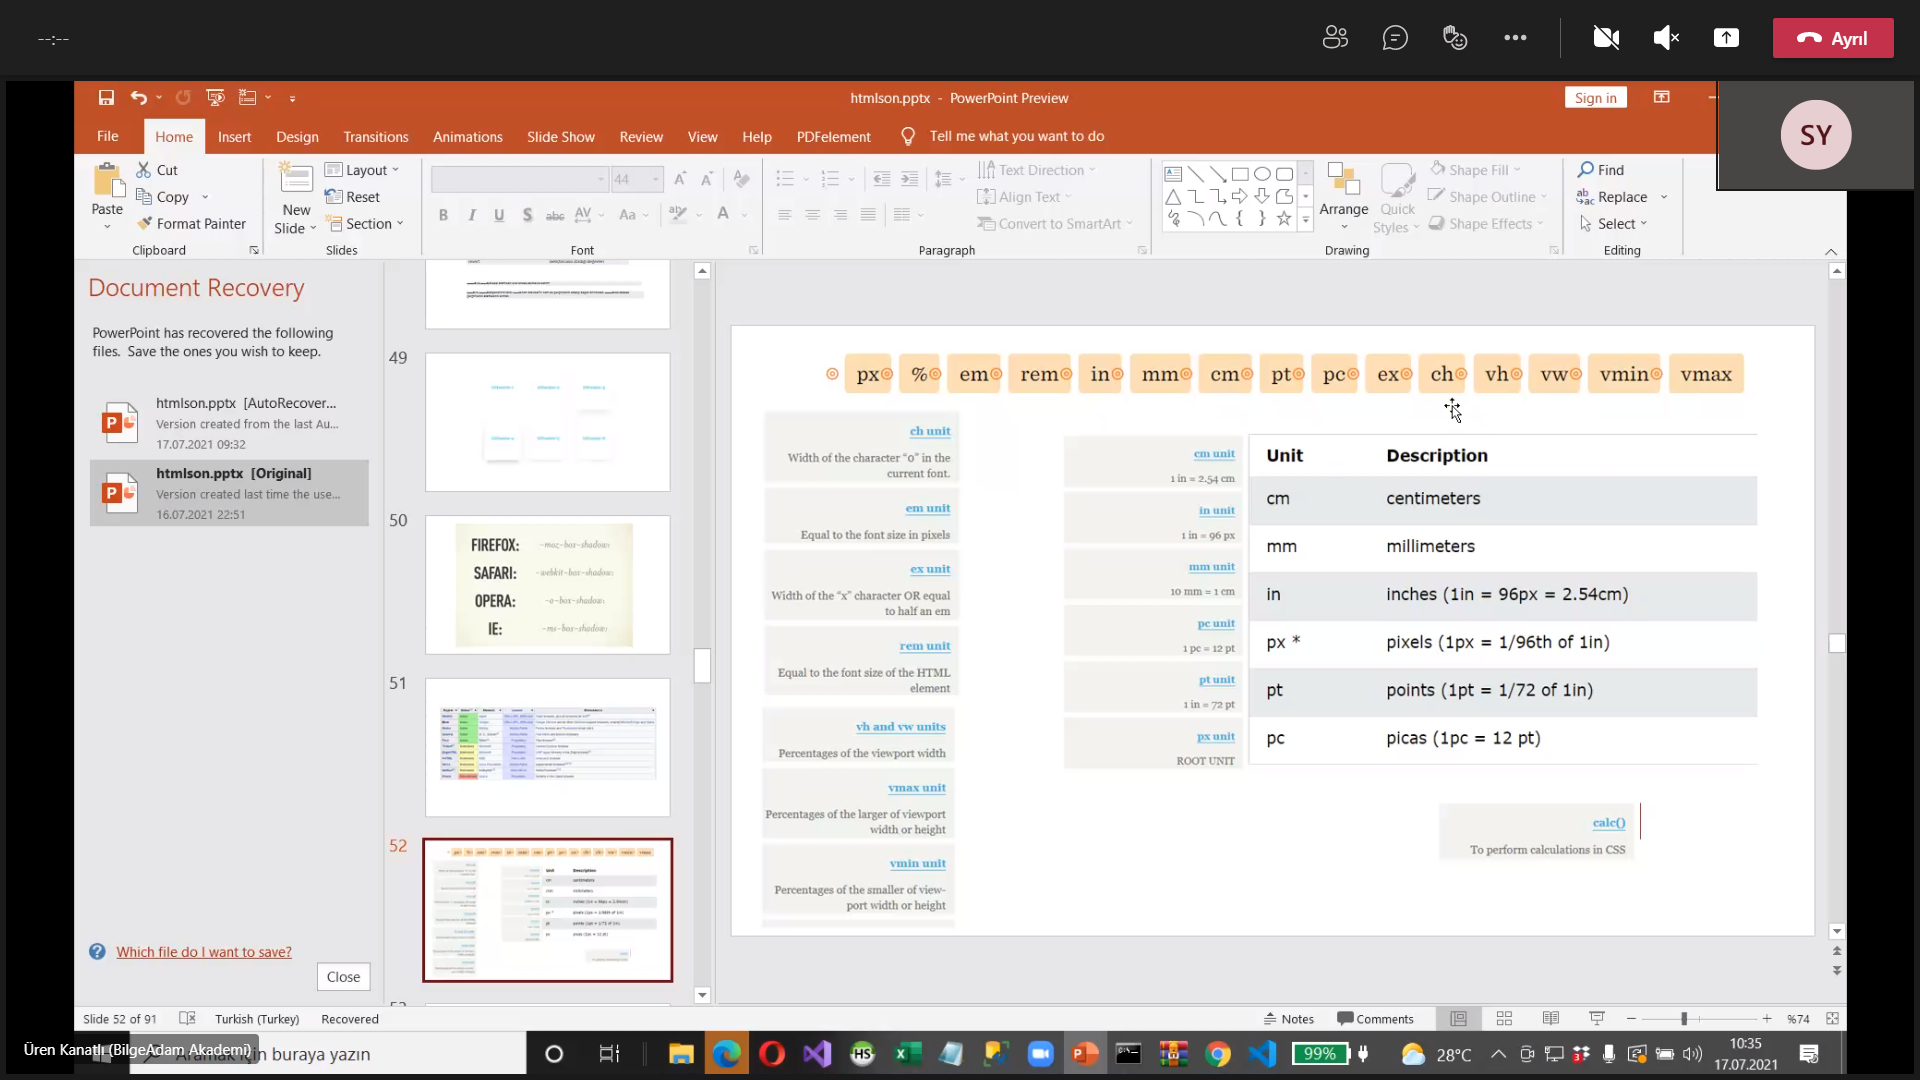 --:--
Ayrıl
htmlson.pptx - PowerPoint Preview
Sign in
SY
File Home Insert Design Transitions Animations Slide Show Review View Help PDFelement Tell me what you want to do
Paste
Cut
Copy
Format Painter
Clipboard
New
Slide
Layout
Reset
Section
Slides
44
Font
Text Direction
Align Text
Convert to SmartArt
Paragraph
Arrange
Quick
Styles
Shape Fill
Shape Outline
Shape Effects
Drawing
Find
Replace
Select
Editing
Document Recovery
PowerPoint has recovered the following
files. Save the ones you wish to keep.
htmlson.pptx [AutoRecover...
Version created from the last Au...
17.07.2021 09:32
htmlson.pptx [Original]
Version created last time the use...
16.07.2021 22:51
Which file do I want to save?
Close
49
50
FIREFOX: -moz-box-shadow:
SAFARI: -webkit-box-shadow:
OPERA: -o-box-shadow:
IE: -ms-box-shadow:
51
52
px % em rem in mm cm pt pc ex ch vh vw vmin vmax
ch unit
Width of the character “0” in the
current font.
em unit
Equal to the font size in pixels
ex unit
Width of the “x” character OR equal
to half an em
rem unit
Equal to the font size of the HTML
element
vh and vw units
Percentages of the viewport width
vmax unit
Percentages of the larger of viewport
width or height
vmin unit
Percentages of the smaller of view-
port width or height
cm unit
1 in = 2.54 cm
in unit
1 in = 96 px
mm unit
10 mm = 1 cm
pc unit
1 pc = 12 pt
pt unit
1 in = 72 pt
px unit
ROOT UNIT
Unit Description
cm centimeters
mm millimeters
in inches (1in = 96px = 2.54cm)
px * pixels (1px = 1/96th of 1in)
pt points (1pt = 1/72 of 1in)
pc picas (1pc = 12 pt)
calc()
To perform calculations in CSS
Slide 52 of 91 Turkish (Turkey) Recovered Notes Comments %74
Üren Kanatlı (BilgeAdam Akademi)
için buraya yazın
99%
28°C
10:35
17.07.2021